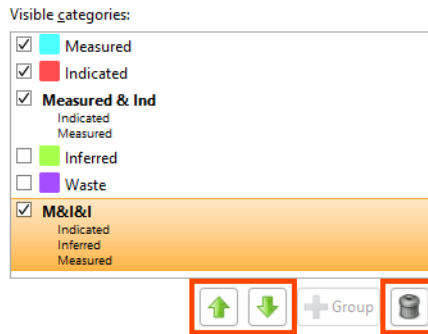 Visible categories:
Measured
Indicated
Measured & Ind
Indicated
Measured
Inferred
Waste
M&I&I
Indicated
Inferred
Measured
Group